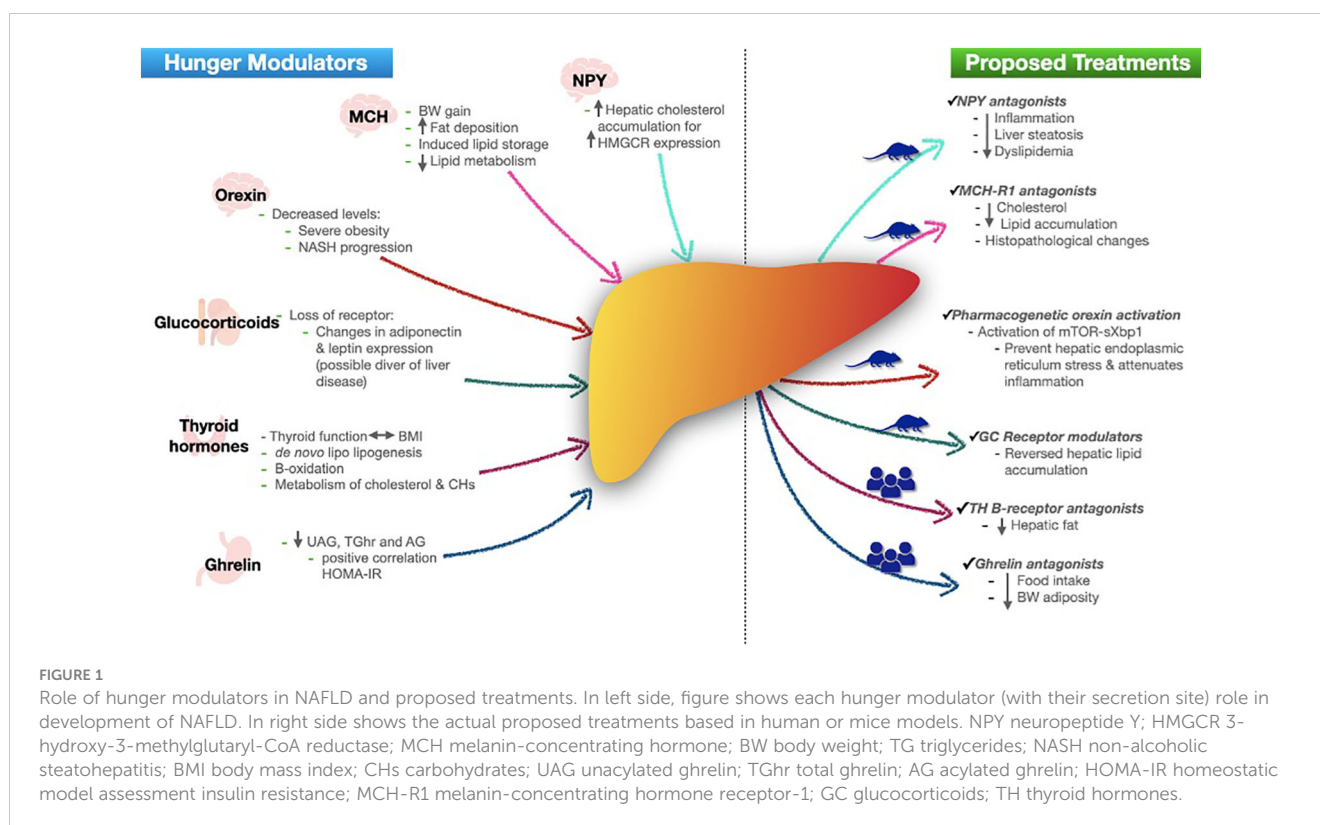 Hunger Modulators
Proposed Treatments
MCH
- BW gain
- ↑ Fat deposition
- Induced lipid storage
- ↓ Lipid metabolism
NPY
- ↑ Hepatic cholesterol
accumulation for
↑ HMGCR expression
Orexin
- Decreased levels:
- Severe obesity
- NASH progression
Glucocorticoids
- Loss of receptor:
- Changes in adiponectin
& leptin expression
(possible diver of liver
disease)
Thyroid
hormones
- Thyroid function ↔ BMI
- de novo lipo lipogenesis
- B-oxidation
- Metabolism of cholesterol & CHs
Ghrelin
- ↓ UAG, TGhr and AG
- positive correlation
HOMA-IR
✓NPY antagonists
- Inflammation
- Liver steatosis
- ↓ Dyslipidemia
✓MCH-R1 antagonists
- Cholesterol
- ↓ Lipid accumulation
- Histopathological changes
✓Pharmacogenetic orexin activation
- Activation of mTOR-sXbp1
- Prevent hepatic endoplasmic
reticulum stress & attenuates
inflammation
✓GC Receptor modulators
- Reversed hepatic lipid
accumulation
✓TH B-receptor antagonists
- ↓ Hepatic fat
✓Ghrelin antagonists
- Food intake
- ↓ BW adiposity
FIGURE 1
Role of hunger modulators in NAFLD and proposed treatments. In left side, figure shows each hunger modulator (with their secretion site) role in
development of NAFLD. In right side shows the actual proposed treatments based in human or mice models. NPY neuropeptide Y; HMGCR 3-
hydroxy-3-methylglutaryl-CoA reductase; MCH melanin-concentrating hormone; BW body weight; TG triglycerides; NASH non-alcoholic
steatohepatitis; BMI body mass index; CHs carbohydrates; UAG unacylated ghrelin; TGhr total ghrelin; AG acylated ghrelin; HOMA-IR homeostatic
model assessment insulin resistance; MCH-R1 melanin-concentrating hormone receptor-1; GC glucocorticoids; TH thyroid hormones.